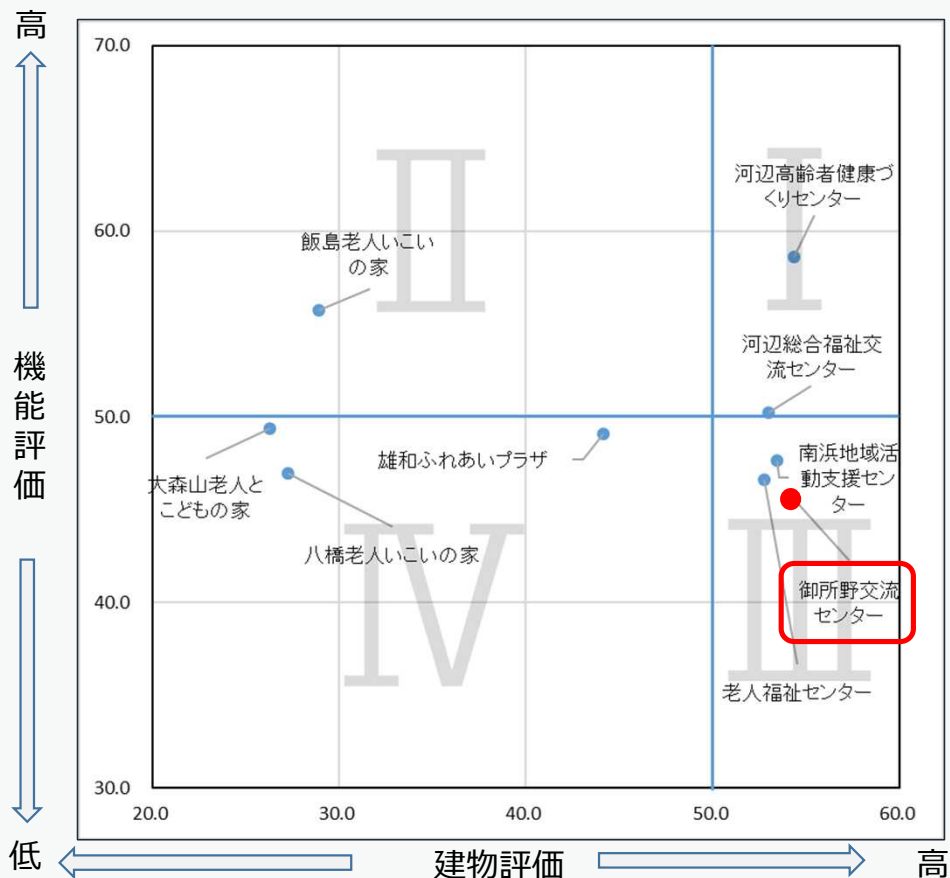 高
機
能
評
価
低
70.0
60.0
50.0
40.0
30.0
20.0
30.0
40.0
50.0
60.0
建物評価
高
Ⅱ
Ⅰ
Ⅳ
Ⅲ
河辺高齢者健康づ
くりセンター
飯島老人いこい
の家
河辺総合福祉交
流センター
雄和ふれあいプラザ
南浜地域活
動支援セン
ター
大森山老人と
こどもの家
八橋老人いこいの家
御所野交流
センター
老人福祉センター